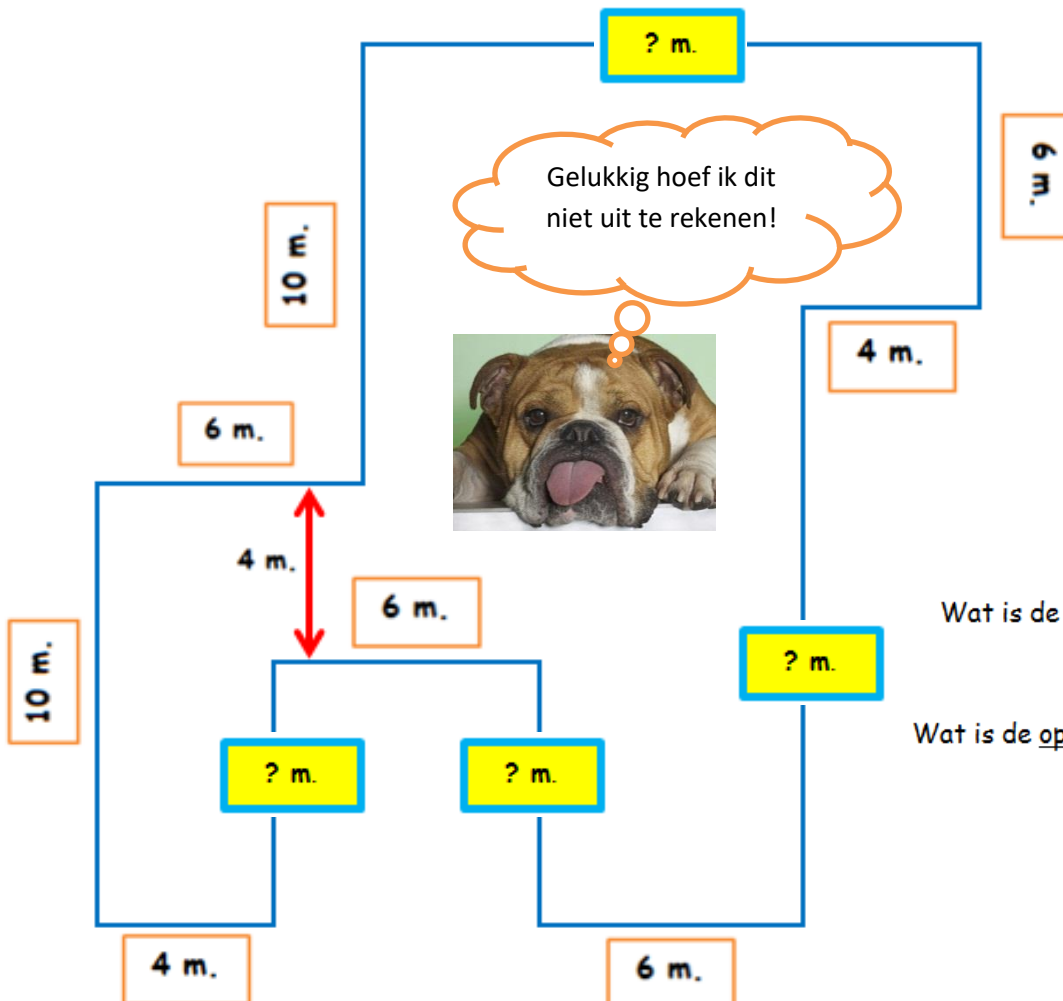 ? m.
Gelukkig hoef ik dit
niet uit te rekenen!
6 m.
10 m.
4 m.
6 m.
4 m.
6 m.
Wat is de
10 m.
? m.
Wat is de op
? m.
? m.
4 m.
6 m.